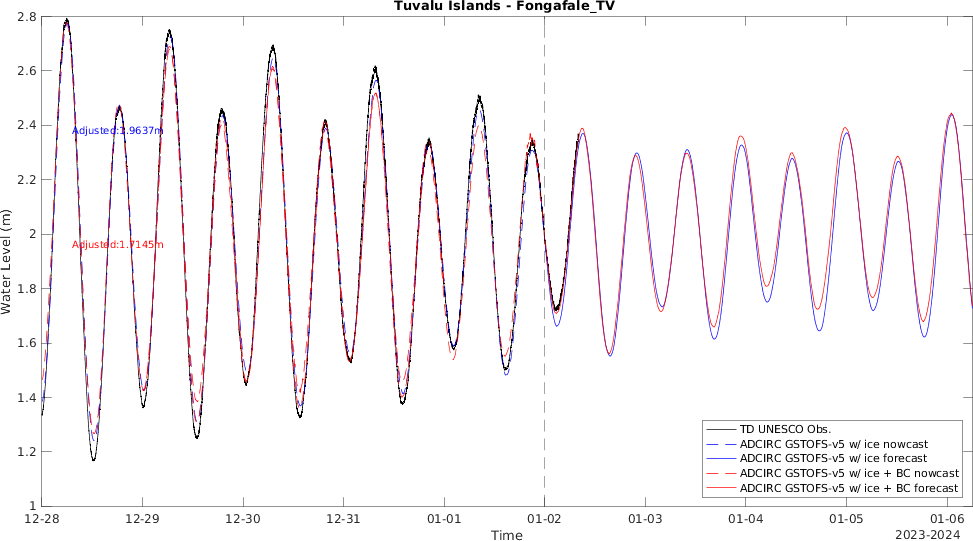 Tuvalu Islands - Fongafale_TV
2.8
2.6
2.4
2.2
2
1.8
1.6
1.4
1.2
1
Water Level (m)
Adjusted:1.9637m
Adjusted:1.7145m
TD UNESCO Obs.
ADCIRC GSTOFS-v5 w/ ice nowcast
ADCIRC GSTOFS-v5 w/ ice forecast
ADCIRC GSTOFS-v5 w/ ice + BC nowcast
ADCIRC GSTOFS-v5 w/ ice + BC forecast
12-28 12-29 12-30 12-31 01-01 01-02 01-03 01-04 01-05 01-06
Time
2023-2024